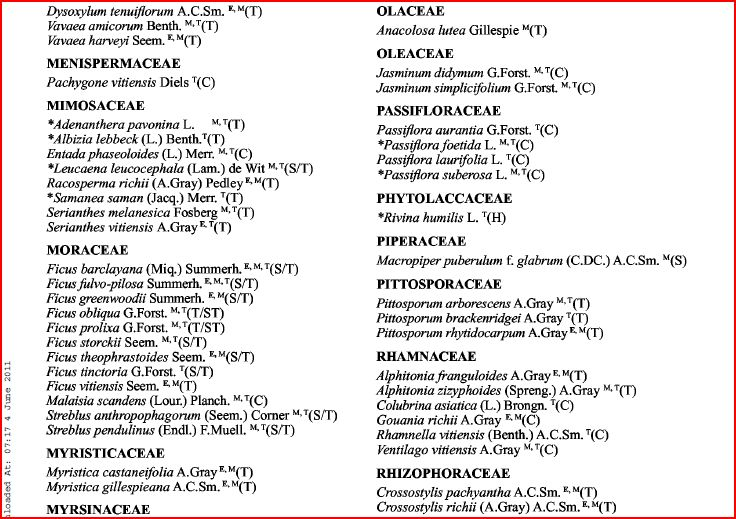 Dysoxylum tenuiflorum A.C.Sm. E, M(T)
Vavaea amicorum Benth. M, T(T)
Vavaea harveyi Seem. E, M(T)
MENISPERMACEAE
Pachygone vitiensis Diels T(C)
MIMOSACEAE
*Adenanthera pavonina L. M, T(T)
*Albizia lebbeck (L.) Benth.T(T)
Entada phaseoloides (L.) Merr. M, T(C)
*Leucaena leucocephala (Lam.) de Wit M, T(S/T)
Racosperma richii (A.Gray) Pedley E, M(T)
*Samanea saman (Jacq.) Merr. T(T)
Serianthes melanesica Fosberg M, T(T)
Serianthes vitiensis A.Gray E, T(T)
MORACEAE
Ficus barclayana (Miq.) Summerh. E, M, T(S/T)
Ficus fulvo-pilosa Summerh. E, M, T(S/T)
Ficus greenwoodii Summerh. E, M(S/T)
Ficus obliqua G.Forst. M, T(T/ST)
Ficus prolixa G.Forst. M, T(T/ST)
Ficus storckii Seem. M, T(S/T)
Ficus theophrastoides Seem. E, M(S/T)
Ficus tinctoria G.Forst. T(S/T)
Ficus vitiensis Seem. E, M(T)
Malaisia scandens (Lour.) Planch. M, T(C)
Streblus anthropophagorum (Seem.) Corner M, T(S/T)
Streblus pendulinus (Endl.) F.Muell. M, T(S/T)
MYRISTICACEAE
Myristica castaneifolia A.Gray E, M(T)
Myristica gillespieana A.C.Sm. E, M(T)
MYRSINACEAE
OLACEAE
Anacolosa lutea Gillespie M(T)
OLEACEAE
Jasminum didymum G.Forst. M, T(C)
Jasminum simplicifolium G.Forst. M, T(C)
PASSIFLORACEAE
Passiflora aurantia G.Forst. T(C)
*Passiflora foetida L. M, T(C)
Passiflora laurifolia L. T(C)
*Passiflora suberosa L. M, T(C)
PHYTOLACCACEAE
*Rivina humilis L. T(H)
PIPERACEAE
Macropiper puberulum f. glabrum (C.DC.) A.C.Sm. M(S)
PITTOSPORACEAE
Pittosporum arborescens A.Gray M, T(T)
Pittosporum brackenridgei A.Gray T(T)
Pittosporum rhytidocarpum A.Gray E, M(T)
RHAMNACEAE
Alphitonia franguloides A.Gray E, M(T)
Alphitonia zizyphoides (Spreng.) A.Gray M, T(T)
Colubrina asiatica (L.) Brongn. T(C)
Gouania richii A.Gray E, M(C)
Rhamnella vitiensis (Benth.) A.C.Sm. T(C)
Ventilago vitiensis A.Gray M, T(C)
RHIZOPHORACEAE
Crossostylis pachyantha A.C.Sm. E, M(T)
Crossostylis richii (A.Gray) A.C.Sm. E, M(T)
nloaded At: 07:17 4 June 2011